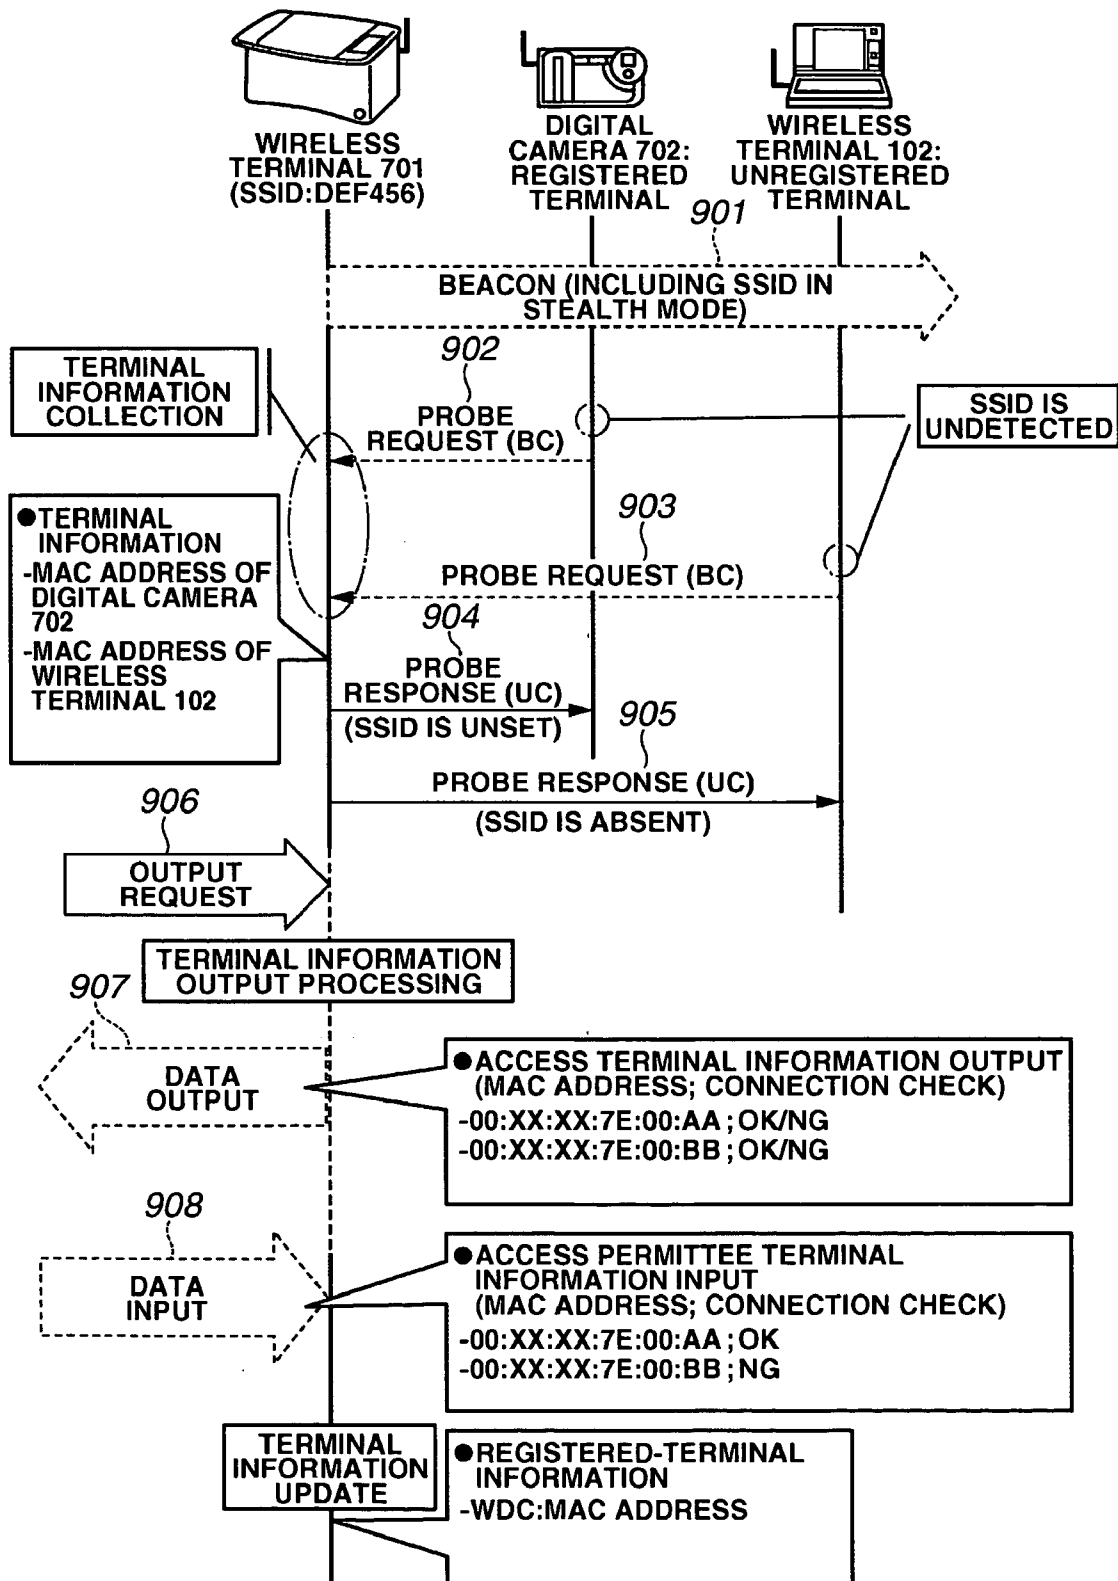 WIRELESS
TERMINAL 701
(SSID:DEF456)
DIGITAL
CAMERA 702:
REGISTERED
TERMINAL
WIRELESS
TERMINAL 102:
UNREGISTERED
TERMINAL
901
BEACON (INCLUDING SSID IN
STEALTH MODE)
902
TERMINAL
INFORMATION
COLLECTION
PROBE
REQUEST (BC)
SSID IS
UNDETECTED
903
PROBE REQUEST (BC)
●TERMINAL
INFORMATION
-MAC ADDRESS OF
DIGITAL CAMERA
702
-MAC ADDRESS OF
WIRELESS
TERMINAL 102
904
PROBE
RESPONSE (UC)
(SSID IS UNSET)
905
PROBE RESPONSE (UC)
(SSID IS ABSENT)
906
OUTPUT
REQUEST
TERMINAL INFORMATION
OUTPUT PROCESSING
907
DATA
OUTPUT
●ACCESS TERMINAL INFORMATION OUTPUT
(MAC ADDRESS; CONNECTION CHECK)
-00:XX:XX:7E:00:AA ; OK/NG
-00:XX:XX:7E:00:BB ; OK/NG
908
DATA
INPUT
●ACCESS PERMITTEE TERMINAL
INFORMATION INPUT
(MAC ADDRESS; CONNECTION CHECK)
-00:XX:XX:7E:00:AA ; OK
-00:XX:XX:7E:00:BB ; NG
TERMINAL
INFORMATION
UPDATE
●REGISTERED-TERMINAL
INFORMATION
-WDC:MAC ADDRESS